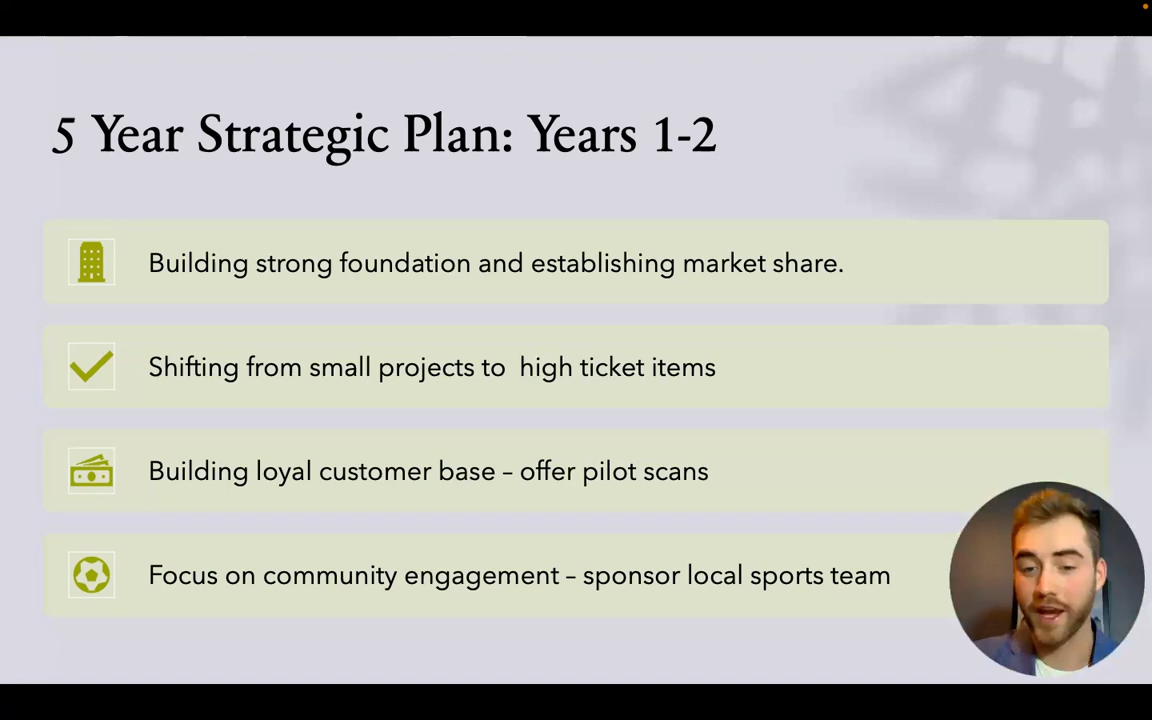 5 Year Strategic Plan: Years 1-2
Building strong foundation and establishing market share.
Shifting from small projects to  high ticket items
Building loyal customer base – offer pilot scans
Focus on community engagement – sponsor local sports team